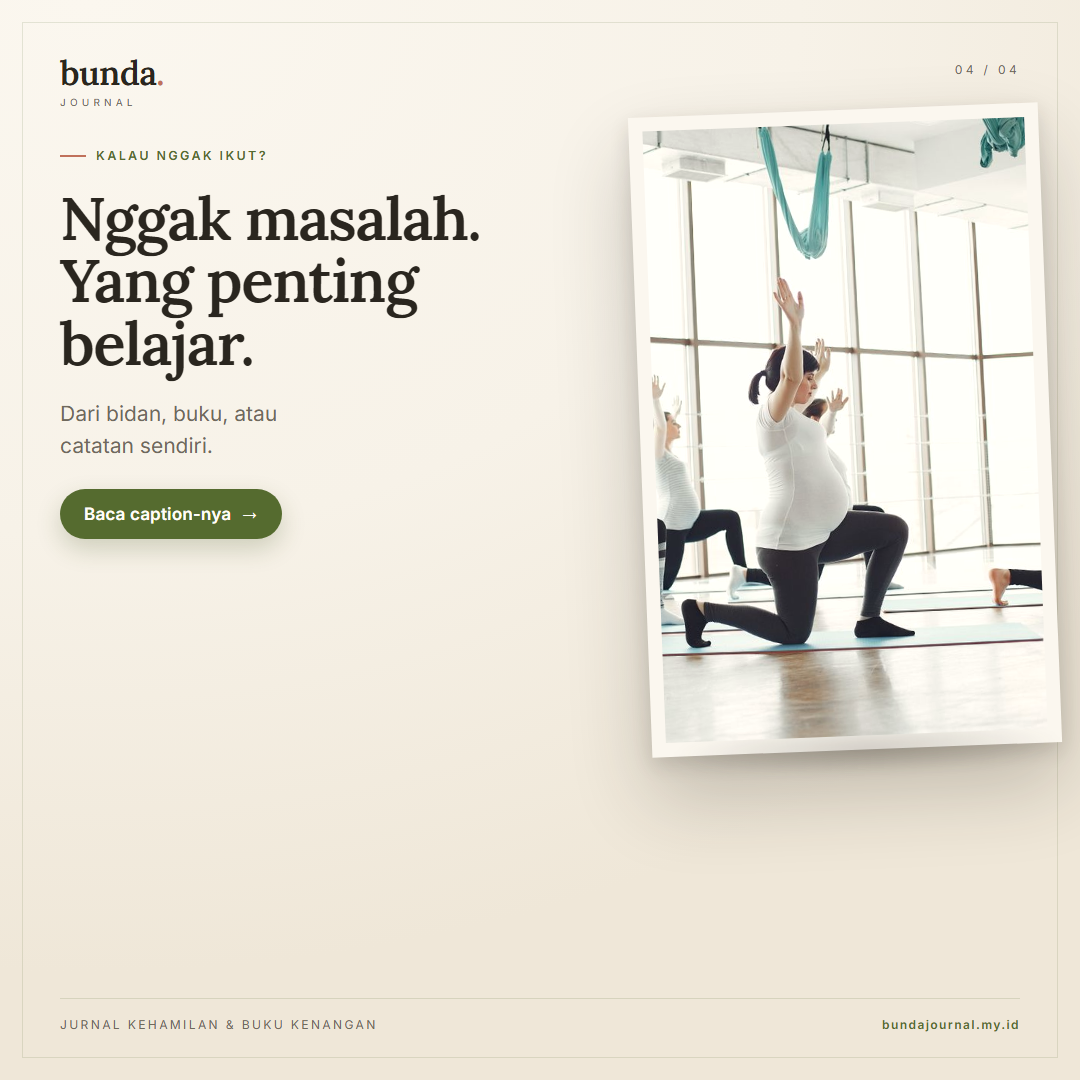 bunda.
JOURNAL
04 / 04
KALAU NGGAK IKUT?
Nggak masalah.
Yang penting
belajar.
Dari bidan, buku, atau
catatan sendiri.
Baca caption-nya →
JURNAL KEHAMILAN & BUKU KENANGAN
bundajournal.my.id